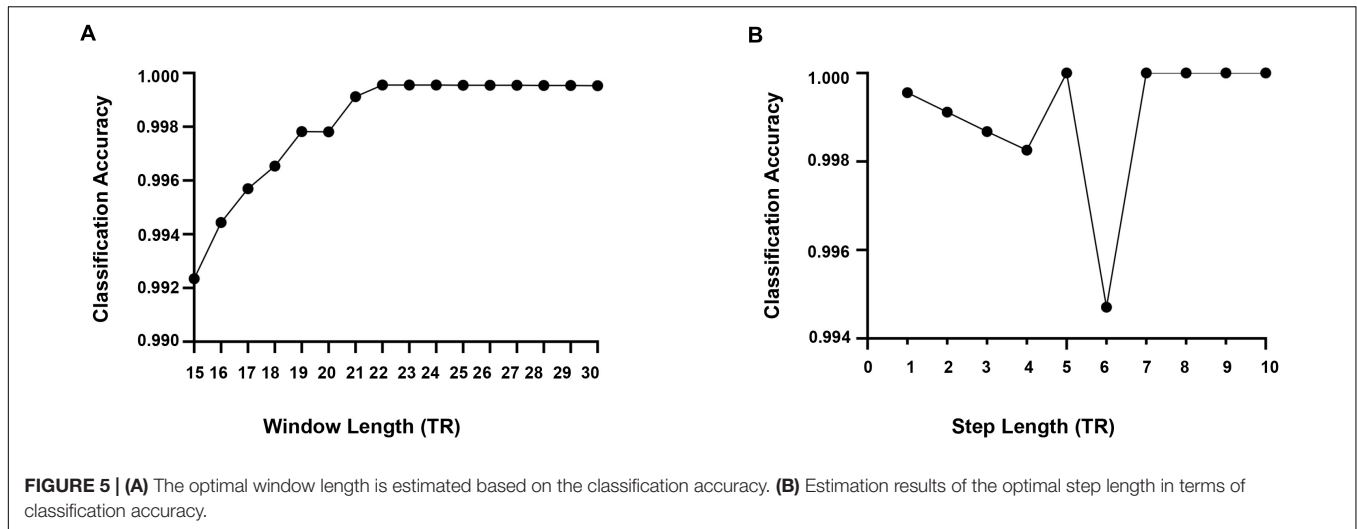 A
Classification Accuracy
1.000
0.998
0.996
0.994
0.992
0.990
15 16 17 18 19 20 21 22 23 24 25 26 27 28 29 30
Window Length (TR)
B
Classification Accuracy
1.000
0.998
0.996
0.994
0 1 2 3 4 5 6 7 8 9 10
Step Length (TR)
FIGURE 5 | (A) The optimal window length is estimated based on the classification accuracy. (B) Estimation results of the optimal step length in terms of
classification accuracy.